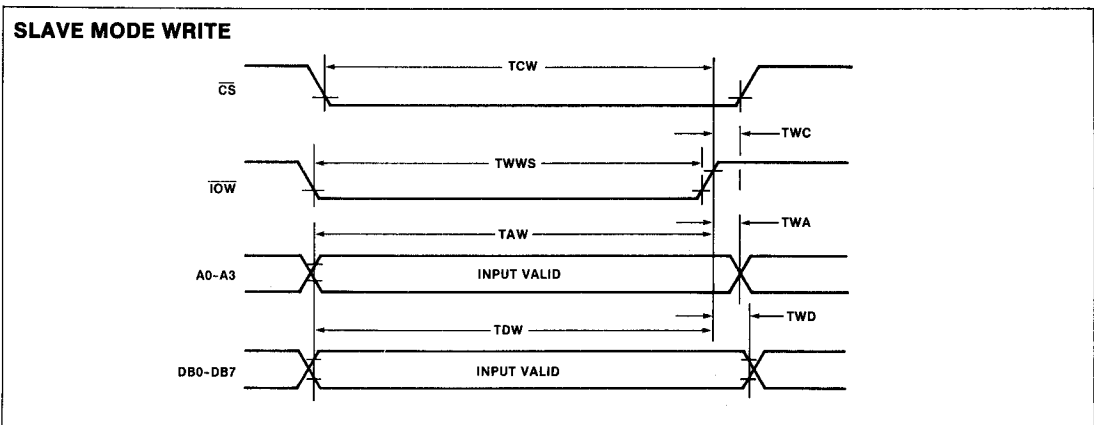 SLAVE MODE WRITE
TCW
CS
TWC
TWWS
IOW
TWA
TAW
A0-A3
INPUT VALID
TWD
TDW
DB0-DB7
INPUT VALID